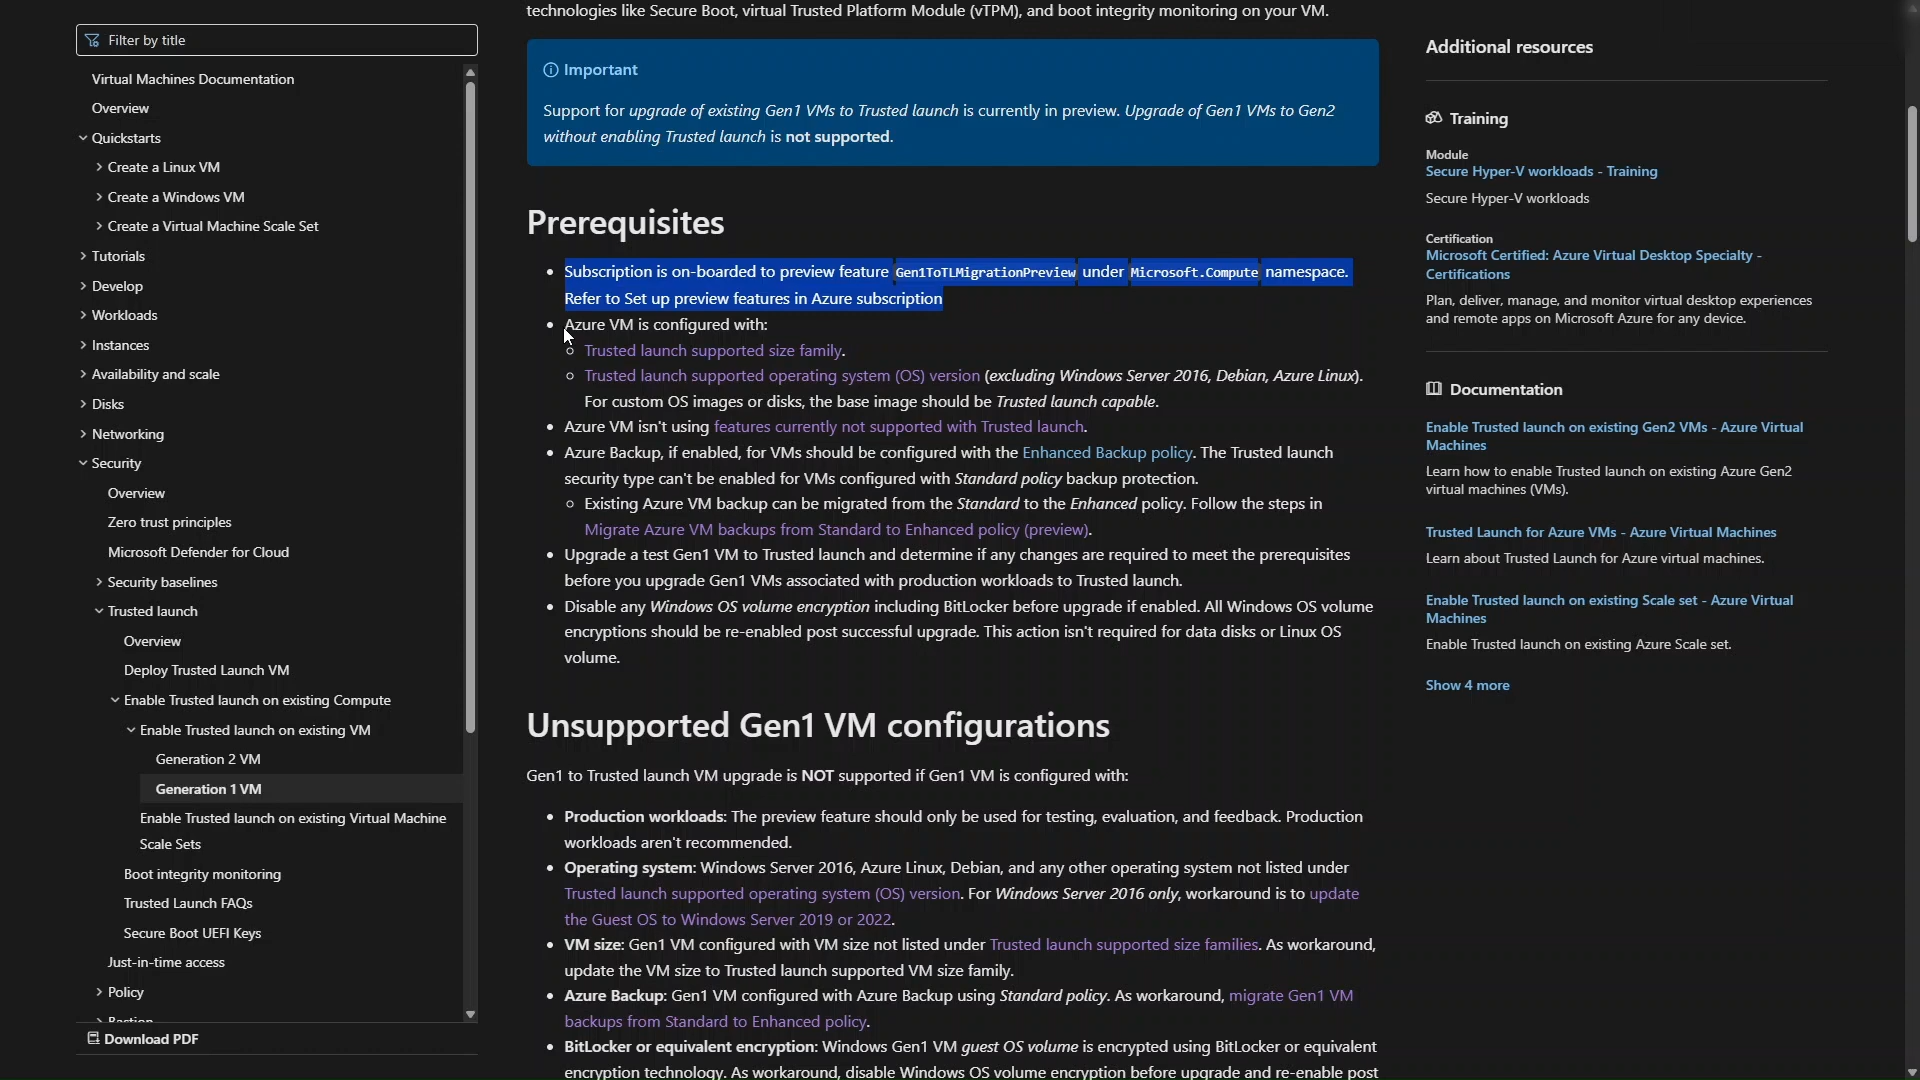 Filter by title
Virtual Machines Documentation
Overview
Quickstarts
Create a Linux VM
Create a Windows VM
Create a Virtual Machine Scale Set
Tutorials
Develop
Workloads
Instances
Availability and scale
Disks
Networking
Security
Overview
Zero trust principles
Microsoft Defender for Cloud
Security baselines
Trusted launch
Overview
Deploy Trusted Launch VM
Enable Trusted launch on existing Compute
Enable Trusted launch on existing VM
Generation 2 VM
Generation 1 VM
Enable Trusted launch on existing Virtual Machine
Scale Sets
Boot integrity monitoring
Trusted Launch FAQs
Secure Boot UEFI Keys
Just-in-time access
Policy
Bastion
Download PDF
technologies like Secure Boot, virtual Trusted Platform Module (vTPM), and boot integrity monitoring on your VM.
Important
Support for upgrade of existing Gen1 VMs to Trusted launch is currently in preview. Upgrade of Gen1 VMs to Gen2
without enabling Trusted launch is not supported.
Prerequisites
• Subscription is on-boarded to preview feature Gen1ToTLMigrationPreview under Microsoft.Compute namespace.
Refer to Set up preview features in Azure subscription
• Azure VM is configured with:
Trusted launch supported size family.
Trusted launch supported operating system (OS) version (excluding Windows Server 2016, Debian, Azure Linux).
For custom OS images or disks, the base image should be Trusted launch capable.
• Azure VM isn't using features currently not supported with Trusted launch.
• Azure Backup, if enabled, for VMs should be configured with the Enhanced Backup policy. The Trusted launch
security type can't be enabled for VMs configured with Standard policy backup protection.
Existing Azure VM backup can be migrated from the Standard to the Enhanced policy. Follow the steps in
Migrate Azure VM backups from Standard to Enhanced policy (preview).
• Upgrade a test Gen1 VM to Trusted launch and determine if any changes are required to meet the prerequisites
before you upgrade Gen1 VMs associated with production workloads to Trusted launch.
• Disable any Windows OS volume encryption including BitLocker before upgrade if enabled. All Windows OS volume
encryptions should be re-enabled post successful upgrade. This action isn't required for data disks or Linux OS
volume.
Unsupported Gen1 VM configurations
Gen1 to Trusted launch VM upgrade is NOT supported if Gen1 VM is configured with:
• Production workloads: The preview feature should only be used for testing, evaluation, and feedback. Production
workloads aren't recommended.
• Operating system: Windows Server 2016, Azure Linux, Debian, and any other operating system not listed under
Trusted launch supported operating system (OS) version. For Windows Server 2016 only, workaround is to update
the Guest OS to Windows Server 2019 or 2022.
• VM size: Gen1 VM configured with VM size not listed under Trusted launch supported size families. As workaround,
update the VM size to Trusted launch supported VM size family.
• Azure Backup: Gen1 VM configured with Azure Backup using Standard policy. As workaround, migrate Gen1 VM
backups from Standard to Enhanced policy.
• BitLocker or equivalent encryption: Windows Gen1 VM guest OS volume is encrypted using BitLocker or equivalent
encryption technology. As workaround, disable Windows OS volume encryption before upgrade and re-enable post
Additional resources
Training
Module
Secure Hyper-V workloads - Training
Secure Hyper-V workloads
Certification
Microsoft Certified: Azure Virtual Desktop Specialty -
Certifications
Plan, deliver, manage, and monitor virtual desktop experiences
and remote apps on Microsoft Azure for any device.
Documentation
Enable Trusted launch on existing Gen2 VMs - Azure Virtual
Machines
Learn how to enable Trusted launch on existing Azure Gen2
virtual machines (VMs).
Trusted Launch for Azure VMs - Azure Virtual Machines
Learn about Trusted Launch for Azure virtual machines.
Enable Trusted launch on existing Scale set - Azure Virtual
Machines
Enable Trusted launch on existing Azure Scale set.
Show 4 more